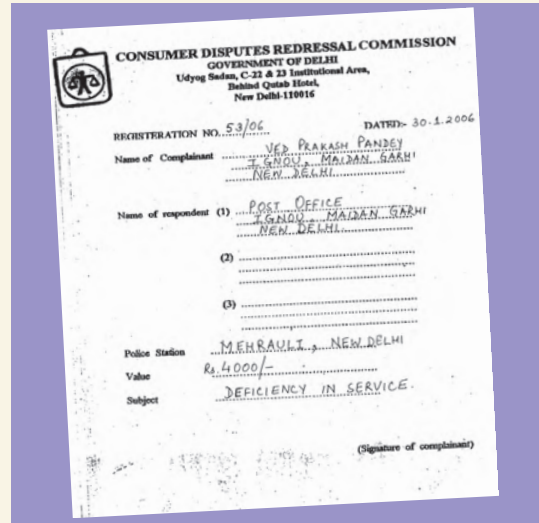 CONSUMER DISPUTES REDRESSAL COMMISSION
GOVERNMENT OF DELHI
Udyog Sadan, C-22 & 23 Institutional Area,
Behind Qutab Hotel,
New Delhi-110016
REGISTERATION NO. 53/06 DATED:- 30.1.2006
Name of Complainant VED PRAKASH PANDEY
IGNOU, MAIDAN GARHI
NEW DELHI
Name of respondent (1) POST OFFICE
IGNOU, MAIDAN GARHI
NEW DELHI.
(2)
(3)
Police Station MEHRAULI, NEW DELHI
Value Rs. 4000/-
Subject DEFICIENCY IN SERVICE.
(Signature of complainant)